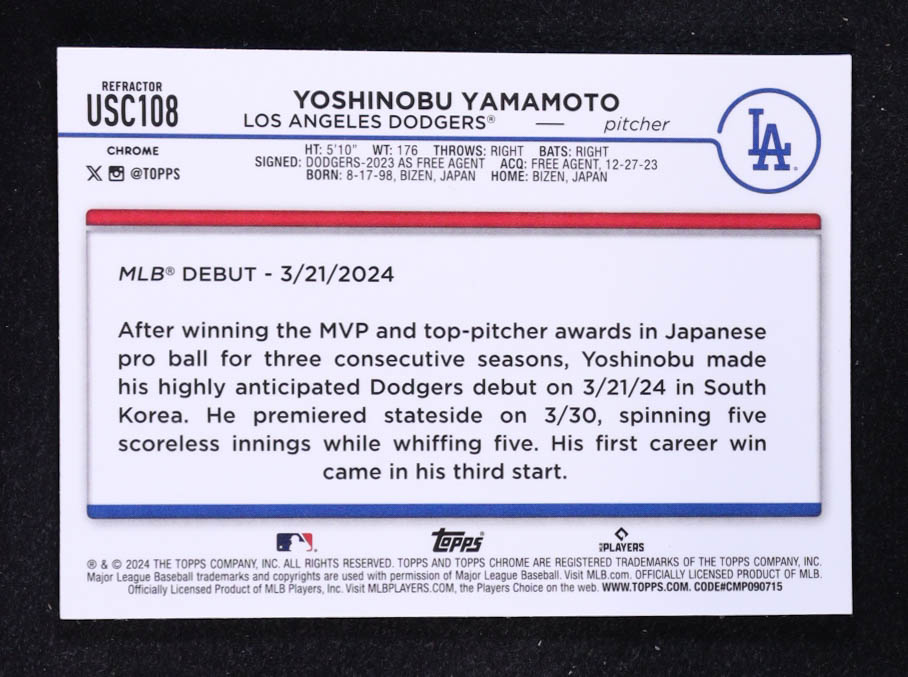 REFRACTOR
USC108
YOSHINOBU YAMAMOTO
LOS ANGELES DODGERS® — pitcher
LA
CHROME
@TOPPS
HT: 5'10" WT: 176 THROWS: RIGHT BATS: RIGHT
SIGNED: DODGERS-2023 AS FREE AGENT ACQ: FREE AGENT, 12-27-23
BORN: 8-17-98, BIZEN, JAPAN HOME: BIZEN, JAPAN
MLB® DEBUT - 3/21/2024
After winning the MVP and top-pitcher awards in Japanese
pro ball for three consecutive seasons, Yoshinobu made
his highly anticipated Dodgers debut on 3/21/24 in South
Korea. He premiered stateside on 3/30, spinning five
scoreless innings while whiffing five. His first career win
came in his third start.
Topps
PLAYERS
® & © 2024 THE TOPPS COMPANY, INC. ALL RIGHTS RESERVED. TOPPS AND TOPPS CHROME ARE REGISTERED TRADEMARKS OF THE TOPPS COMPANY, INC.
Major League Baseball trademarks and copyrights are used with permission of Major League Baseball. Visit MLB.com. OFFICIALLY LICENSED PRODUCT OF MLB.
Officially Licensed Product of MLB Players, Inc. Visit MLBPLAYERS.COM, the Players Choice on the web. WWW.TOPPS.COM. CODE#CMP090715